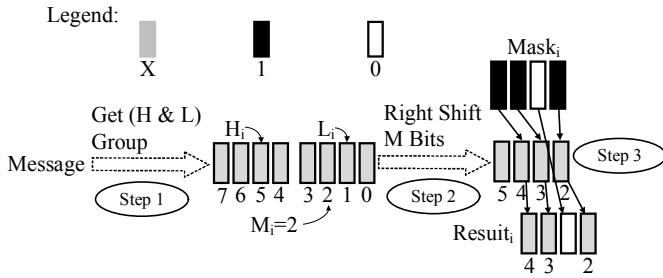 Legend:
X 1 0
Mask_i
Get (H & L)
Group
H_i L_i
Right Shift
M Bits
Message
Step 1
Step 2
Step 3
7 6 5 4 3 2 1 0
5 4 3 2
M_i=2
Resuit_i
4 3 2